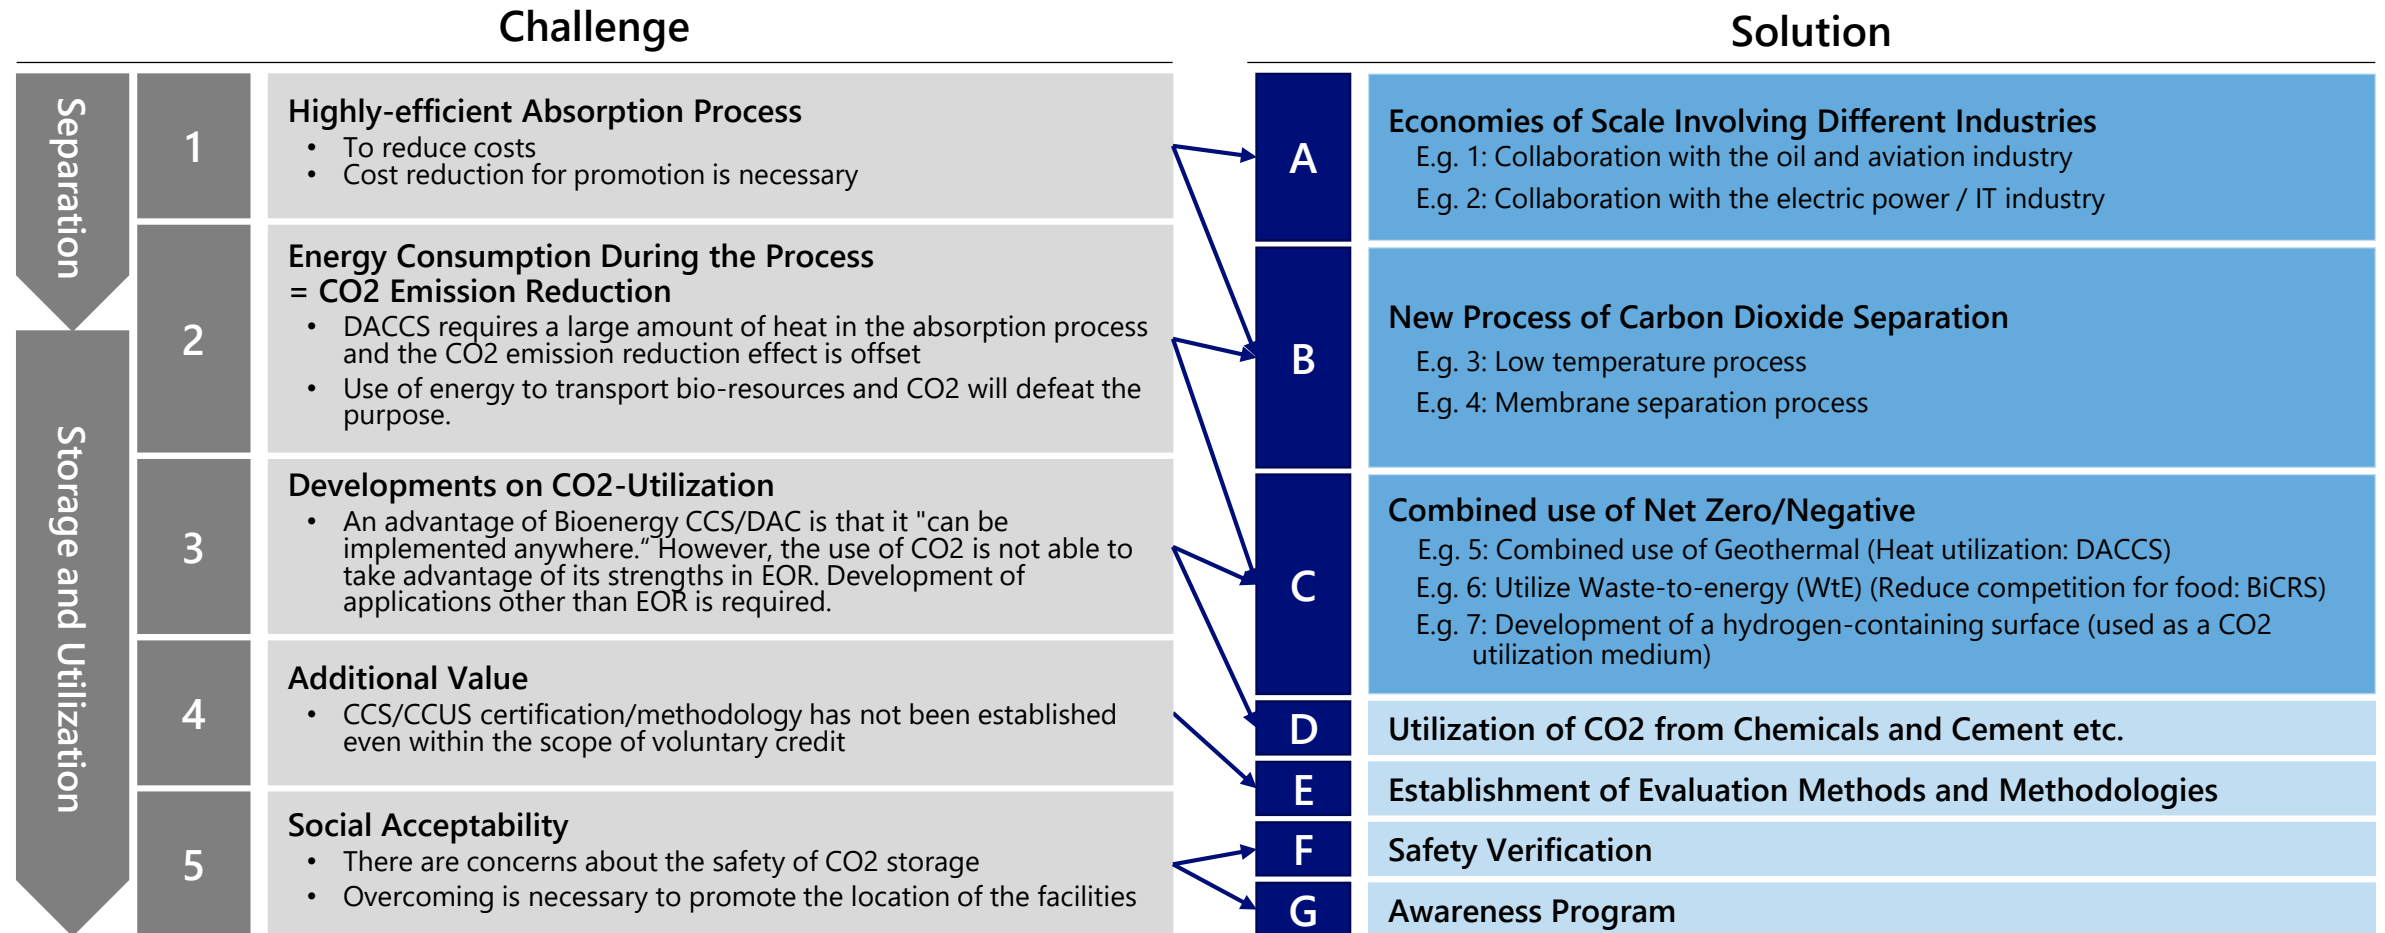 Challenge
Solution
Separation
1
Highly-efficient Absorption Process
• To reduce costs
• Cost reduction for promotion is necessary
2
Energy Consumption During the Process
= CO2 Emission Reduction
• DACCS requires a large amount of heat in the absorption process
and the CO2 emission reduction effect is offset
• Use of energy to transport bio-resources and CO2 will defeat the
purpose.
Storage and Utilization
3
Developments on CO2-Utilization
• An advantage of Bioenergy CCS/DAC is that it "can be
implemented anywhere.“ However, the use of CO2 is not able to
take advantage of its strengths in EOR. Development of
applications other than EOR is required.
4
Additional Value
• CCS/CCUS certification/methodology has not been established
even within the scope of voluntary credit
5
Social Acceptability
• There are concerns about the safety of CO2 storage
• Overcoming is necessary to promote the location of the facilities
A
Economies of Scale Involving Different Industries
E.g. 1: Collaboration with the oil and aviation industry
E.g. 2: Collaboration with the electric power / IT industry
B
New Process of Carbon Dioxide Separation
E.g. 3: Low temperature process
E.g. 4: Membrane separation process
C
Combined use of Net Zero/Negative
E.g. 5: Combined use of Geothermal (Heat utilization: DACCS)
E.g. 6: Utilize Waste-to-energy (WtE) (Reduce competition for food: BiCRS)
E.g. 7: Development of a hydrogen-containing surface (used as a CO2
utilization medium)
D
Utilization of CO2 from Chemicals and Cement etc.
E
Establishment of Evaluation Methods and Methodologies
F
Safety Verification
G
Awareness Program